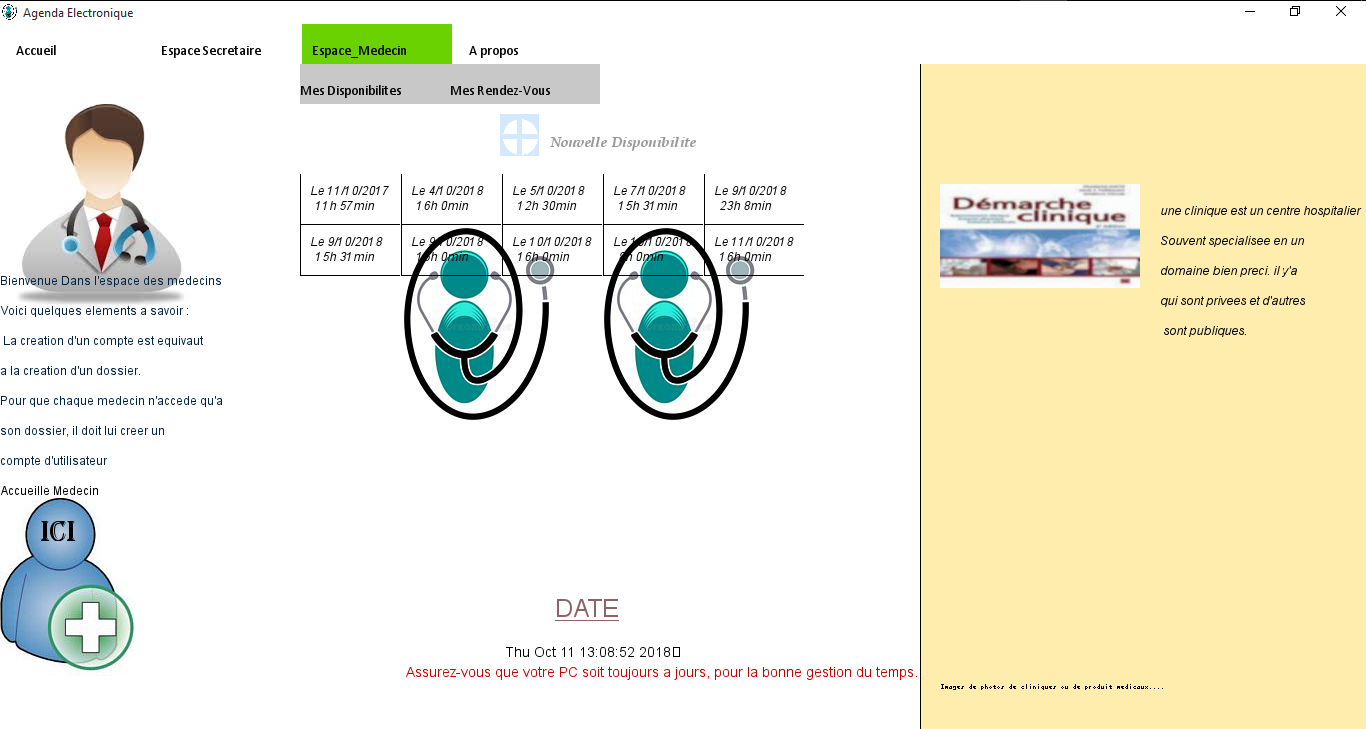 Agenda Electronique
Accueil
Espace Secretaire
Espace_Medecin
A propos
Mes Disponibilites
Mes Rendez-Vous
Nouvelle Disponibilite
Le 11/10/2017
11h 57min
Le 4/10/2018
16h 0min
Le 5/10/2018
12h 30min
Le 7/10/2018
15h 31min
Le 9/10/2018
23h 8min
Le 9/10/2018
15h 31min
Le 9/10/2018
0min
Le 10/10/2018
16h 0min
Le 10/10/2018
0min
Le 11/10/2018
16h 0min
Bienvenue Dans l'espace des medecins
Voici quelques elements a savoir :
La creation d'un compte est equivaut
a la creation d'un dossier.
Pour que chaque medecin n'accede qu'a
son dossier, il doit lui creer un
compte d'utilisateur
Accueille Medecin
ICI
DATE
Thu Oct 11 13:08:52 2018
Assurez-vous que votre PC soit toujours a jours, pour la bonne gestion du temps.
Démarche
clinique
une clinique est un centre hospitalier
Souvent specialisee en un
domaine bien preci. il y'a
qui sont privees et d'autres
sont publiques.
Images de photos de cliniques ou de produit medicaux....